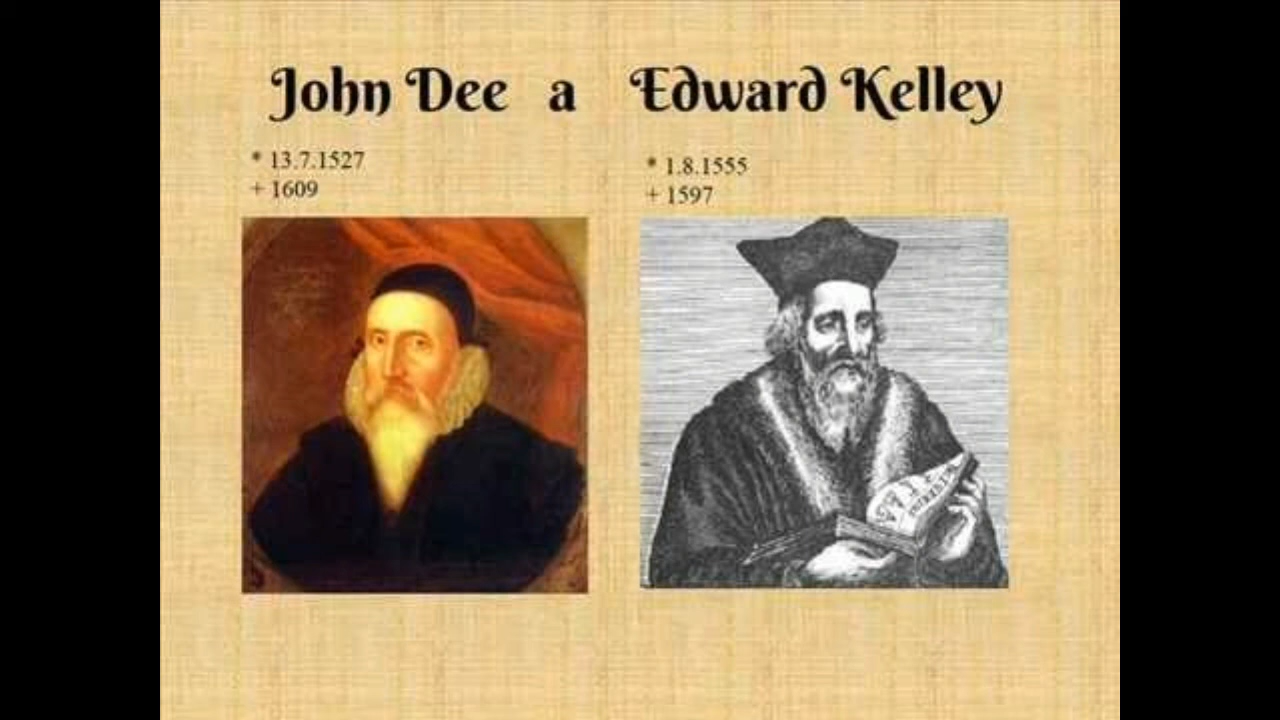 John Dee a Edward Kelley
* 13.7.1527
+ 1609
* 1.8.1555
+ 1597